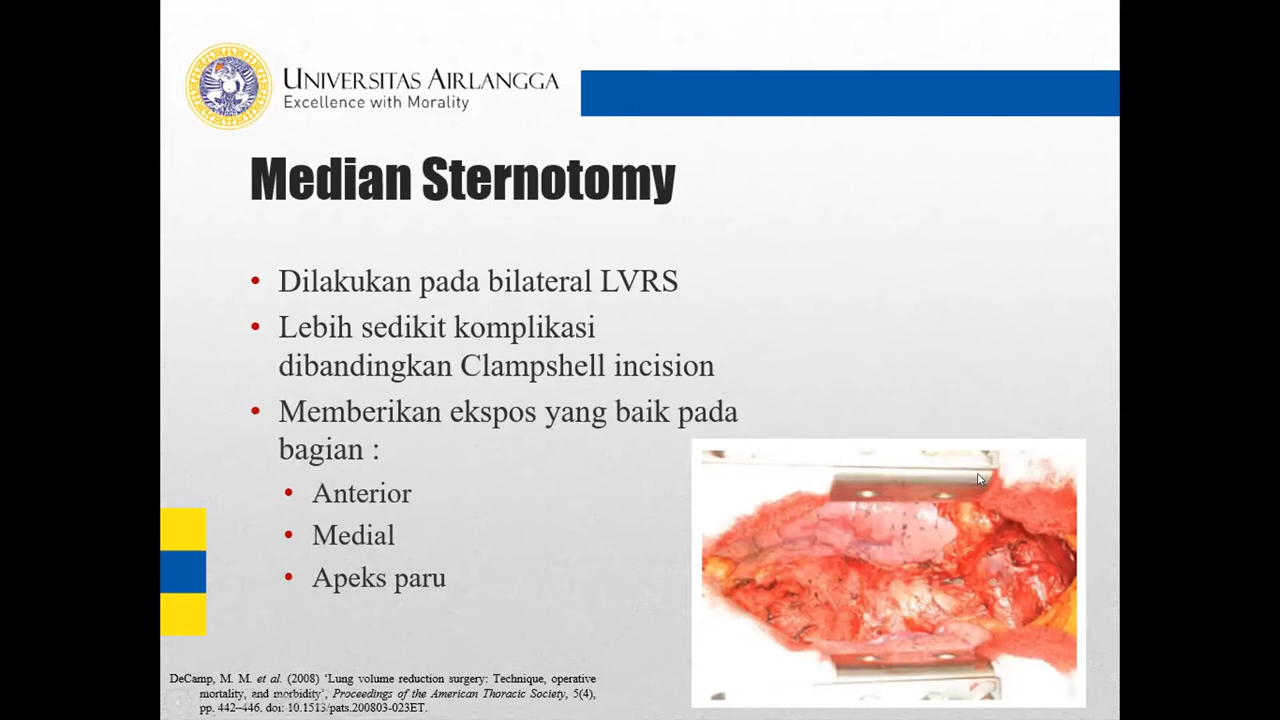 UNIVERSITAS AIRLANGGA
Excellence with Morality
Median Sternotomy
• Dilakukan pada bilateral LVRS
• Lebih sedikit komplikasi
dibandingkan Clampshell incision
• Memberikan ekspos yang baik pada
bagian :
• Anterior
• Medial
• Apeks paru
DeCamp, M. M. et al. (2008) ‘Lung volume reduction surgery: Technique, operative
mortality, and morbidity’, Proceedings of the American Thoracic Society, 5(4),
pp. 442–446. doi: 10.1513/pats.200803-023ET.